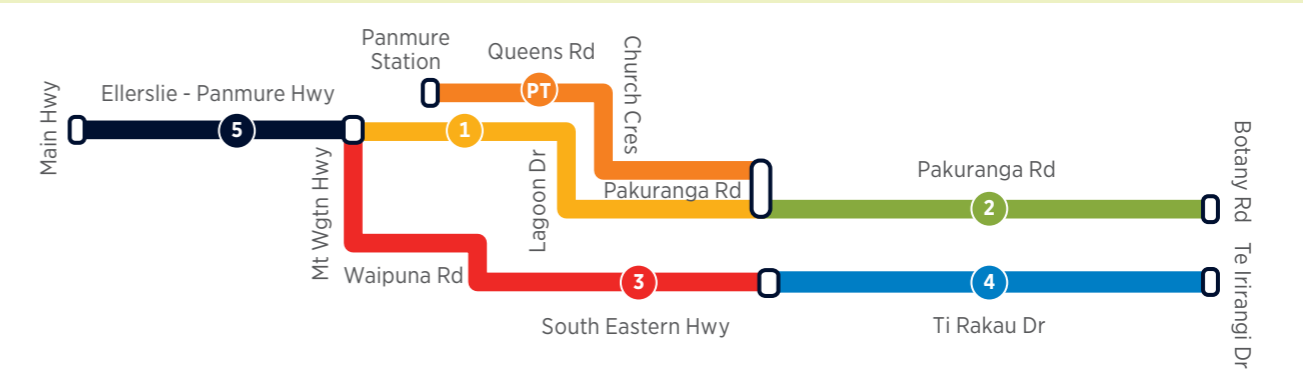 Panmure
Station
Queens Rd
Church Cres
Main Hwy
Ellerslie - Panmure Hwy
PT
5
1
Mt Wgtn Hwy
Lagoon Dr
Pakuranga Rd
Pakuranga Rd
2
Botany Rd
Waipuna Rd
3
4
South Eastern Hwy
Ti Rakau Dr
Te Irirangi Dr